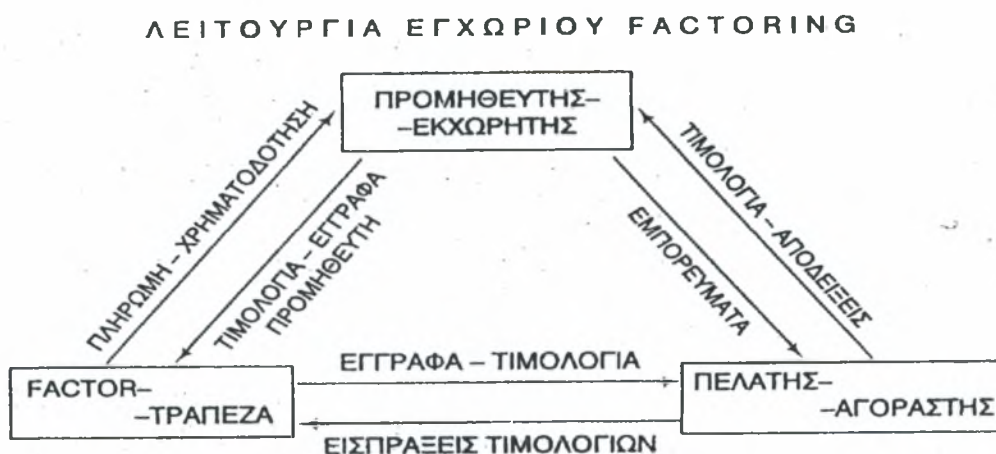 ΛΕΙΤΟΥΡΓΙΑ ΕΓΧΩΡΙΟΥ FACTORING
ΠΡΟΜΗΘΕΥΤΗΣ–
–ΕΚΧΩΡΗΤΗΣ
ΠΛΗΡΩΜΗ – ΧΡΗΜΑΤΟΔΟΤΗΣΗ
ΤΙΜΟΛΟΓΙΑ – ΕΓΓΡΑΦΑ
ΠΡΟΜΗΘΕΥΤΗ
ΕΜΠΟΡΕΥΜΑΤΑ
ΤΙΜΟΛΟΓΙΑ – ΑΠΟΔΕΙΞΕΙΣ
FACTOR–
–ΤΡΑΠΕΖΑ
ΕΓΓΡΑΦΑ – ΤΙΜΟΛΟΓΙΑ
ΕΙΣΠΡΑΞΕΙΣ ΤΙΜΟΛΟΓΙΩΝ
ΠΕΛΑΤΗΣ–
–ΑΓΟΡΑΣΤΗΣ